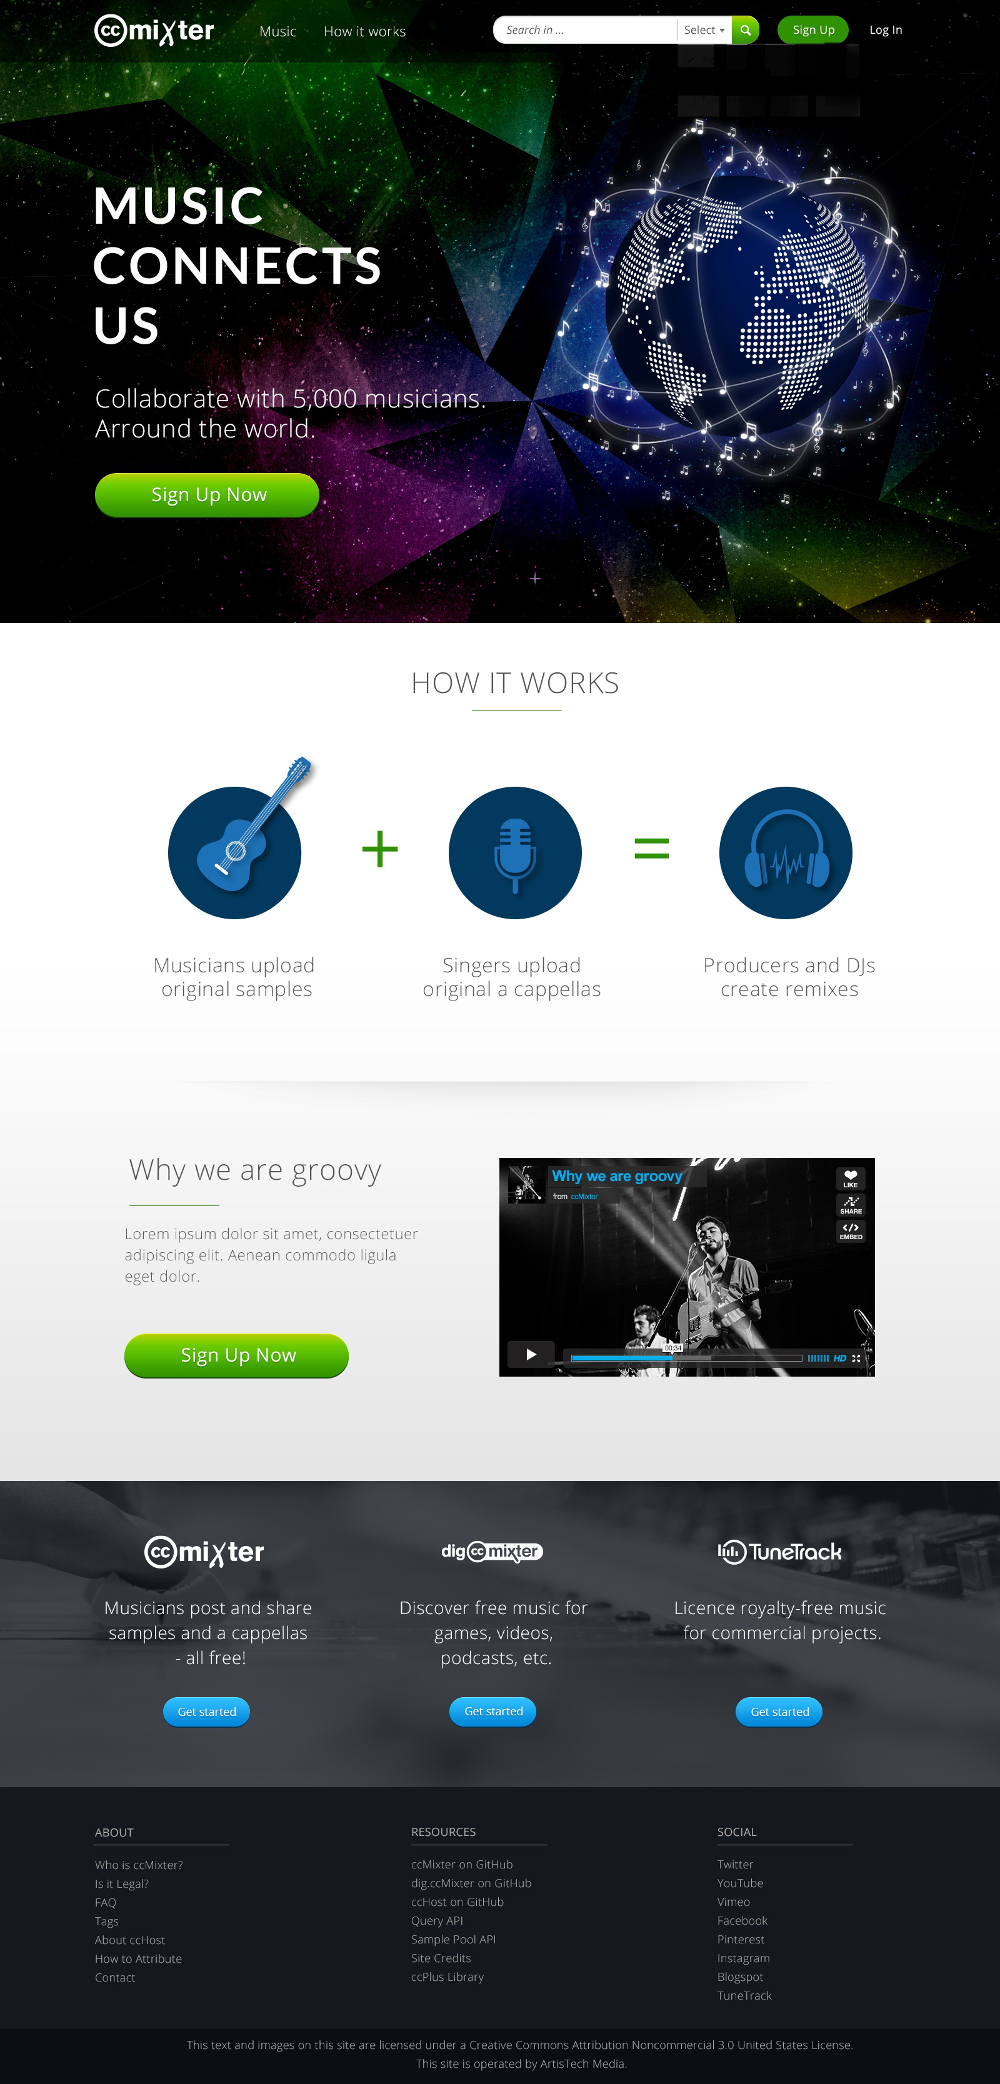 cc mixter
Music
How it works
Search in ...
Select
Sign Up
Log In
MUSIC
CONNECTS
US
Collaborate with 5,000 musicians.
Arround the world.
Sign Up Now
HOW IT WORKS
Musicians upload
original samples
Singers upload
original a cappellas
Producers and DJs
create remixes
Why we are groovy
Lorem ipsum dolor sit amet, consectetuer
adipiscing elit. Aenean commodo ligula
eget dolor.
Sign Up Now
Why we are groovy
from ccMixter
LIKE
SHARE
EMBED
00:34
HD
cc mixter
Musicians post and share
samples and a cappellas
- all free!
Get started
dig cc mixter
Discover free music for
games, videos,
podcasts, etc.
Get started
TuneTrack
Licence royalty-free music
for commercial projects.
Get started
ABOUT
Who is ccMixter?
Is it Legal?
FAQ
Tags
About ccHost
How to Attribute
Contact
RESOURCES
ccMixter on GitHub
dig.ccMixter on GitHub
ccHost on GitHub
Query API
Sample Pool API
Site Credits
ccPlus Library
SOCIAL
Twitter
YouTube
Vimeo
Facebook
Pinterest
Instagram
Blogspot
TuneTrack
This text and images on this site are licensed under a Creative Commons Attribution Noncommercial 3.0 United States License.
This site is operated by ArtisTech Media.